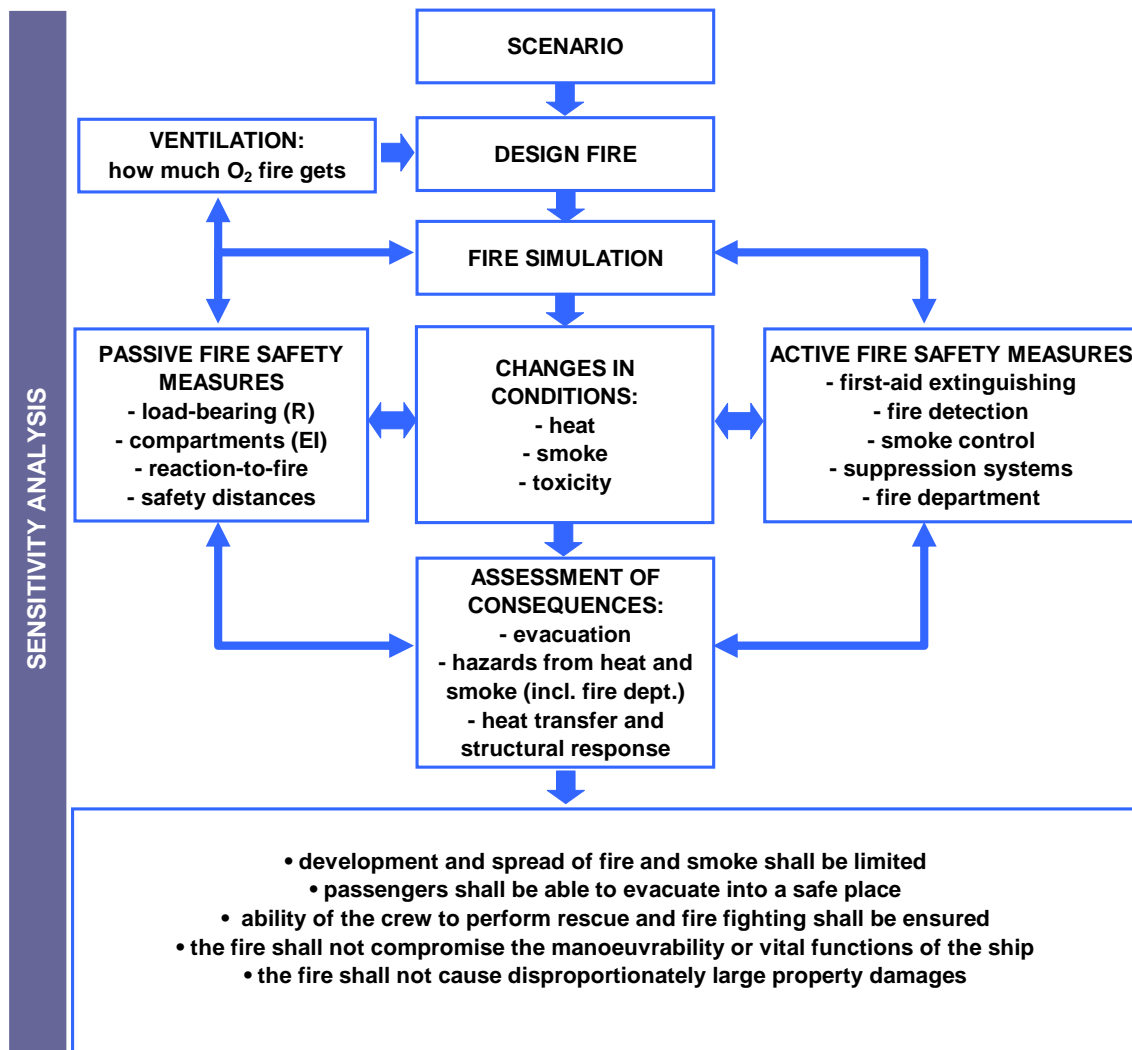 SENSITIVITY ANALYSIS
SCENARIO
VENTILATION:
how much O₂ fire gets
DESIGN FIRE
FIRE SIMULATION
PASSIVE FIRE SAFETY
MEASURES
- load-bearing (R)
- compartments (EI)
- reaction-to-fire
- safety distances
CHANGES IN
CONDITIONS:
- heat
- smoke
- toxicity
ACTIVE FIRE SAFETY MEASURES
- first-aid extinguishing
- fire detection
- smoke control
- suppression systems
- fire department
ASSESSMENT OF
CONSEQUENCES:
- evacuation
- hazards from heat and
smoke (incl. fire dept.)
- heat transfer and
structural response
• development and spread of fire and smoke shall be limited
• passengers shall be able to evacuate into a safe place
• ability of the crew to perform rescue and fire fighting shall be ensured
• the fire shall not compromise the manoeuvrability or vital functions of the ship
• the fire shall not cause disproportionately large property damages